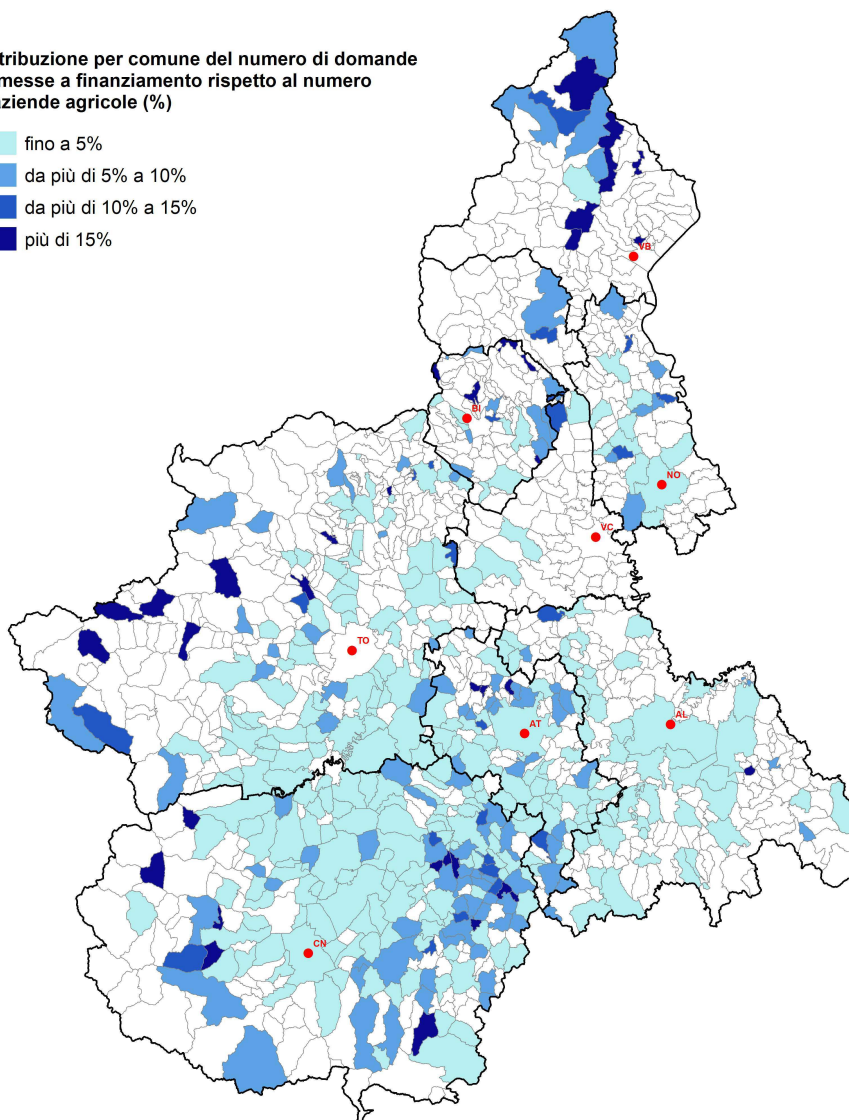 tribuzione per comune del numero di domande
messe a finanziamento rispetto al numero
aziende agricole (%)
fino a 5%
da più di 5% a 10%
da più di 10% a 15%
più di 15%
VB
BI
NO
VC
TO
AL
AT
CN